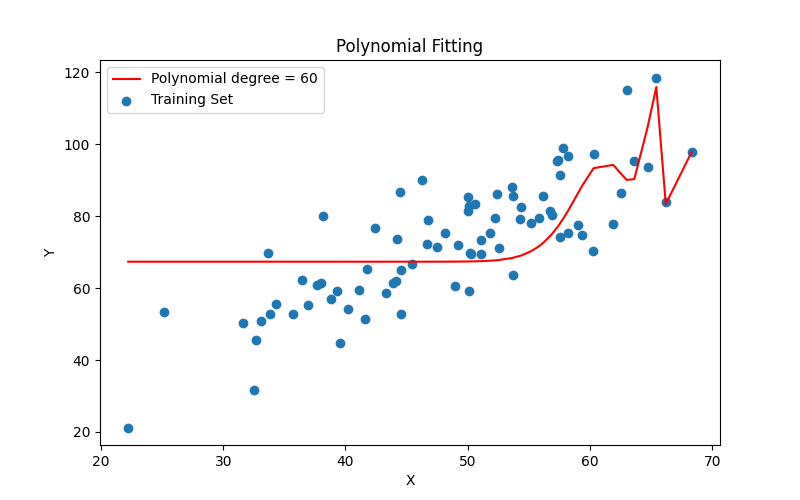 Polynomial Fitting
Polynomial degree = 60
Training Set
120
100
80
60
40
20
Y
20 30 40 50 60 70
X